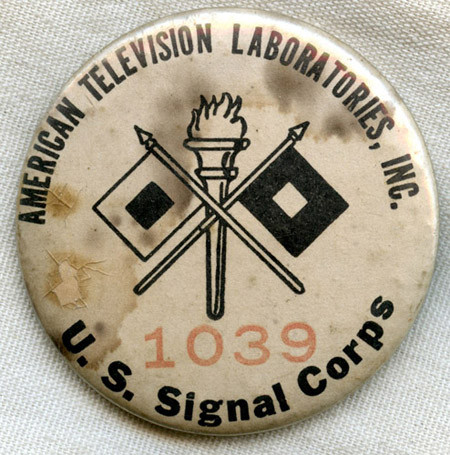 AMERICAN TELEVISION LABORATORIES, INC.
1039
U. S. Signal Corps